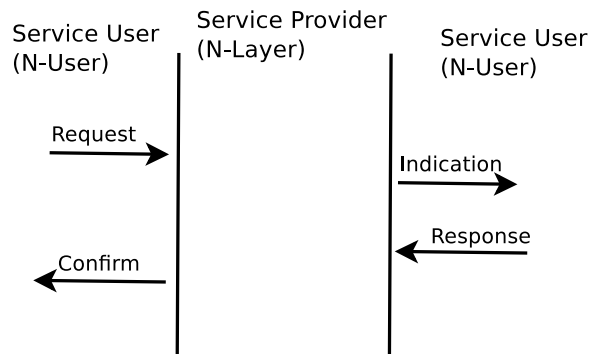 Service User
(N-User)
Service Provider
(N-Layer)
Service User
(N-User)
Request
Indication
Response
Confirm